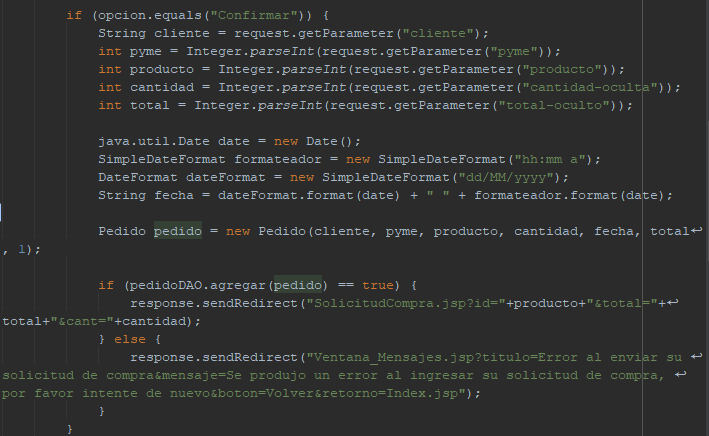 if (opcion.equals("Confirmar")) {
String cliente = request.getParameter("cliente");
int pyme = Integer.parseInt(request.getParameter("pyme"));
int producto = Integer.parseInt(request.getParameter("producto"));
int cantidad = Integer.parseInt(request.getParameter("cantidad-oculta"));
int total = Integer.parseInt(request.getParameter("total-oculto"));
java.util.Date date = new Date();
SimpleDateFormat formateador = new SimpleDateFormat("hh:mm a");
DateFormat dateFormat = new SimpleDateFormat("dd/MM/yyyy");
String fecha = dateFormat.format(date) + " " + formateador.format(date);
Pedido pedido = new Pedido(cliente, pyme, producto, cantidad, fecha, total↩
, 1);
if (pedidoDAO.agregar(pedido) == true) {
response.sendRedirect("SolicitudCompra.jsp?id="+producto+"&total="+↩
total+"&cant="+cantidad);
} else {
response.sendRedirect("Ventana_Mensajes.jsp?titulo=Error al enviar su ↩
solicitud de compra&mensaje=Se produjo un error al ingresar su solicitud de compra, ↩
por favor intente de nuevo&boton=Volver&retorno=Index.jsp");
}
}